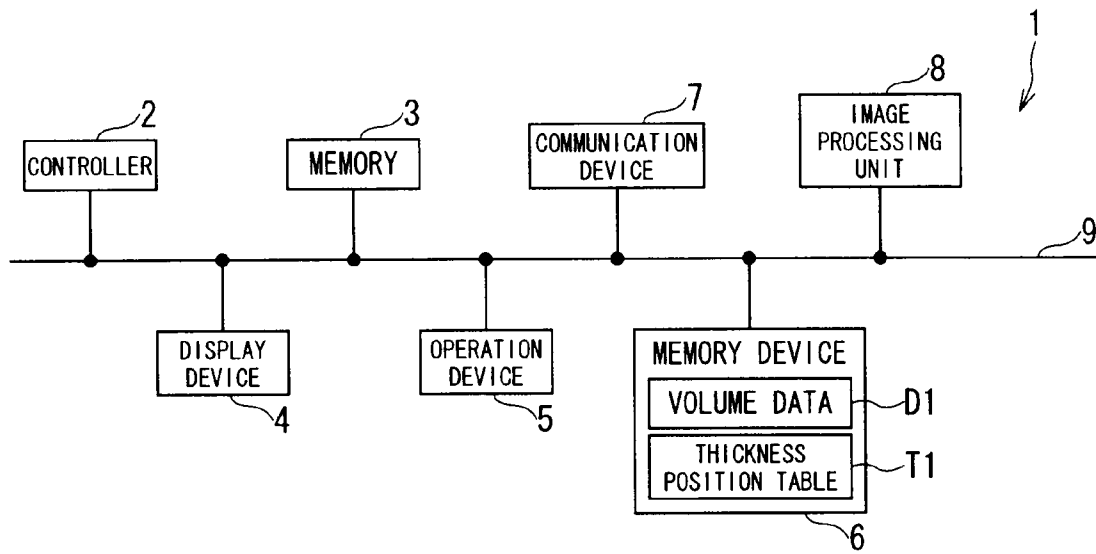 1
2
CONTROLLER
3
MEMORY
7
COMMUNICATION
DEVICE
8
IMAGE
PROCESSING
UNIT
9
DISPLAY
DEVICE
4
OPERATION
DEVICE
5
MEMORY DEVICE
VOLUME DATA
D1
THICKNESS
POSITION TABLE
T1
6